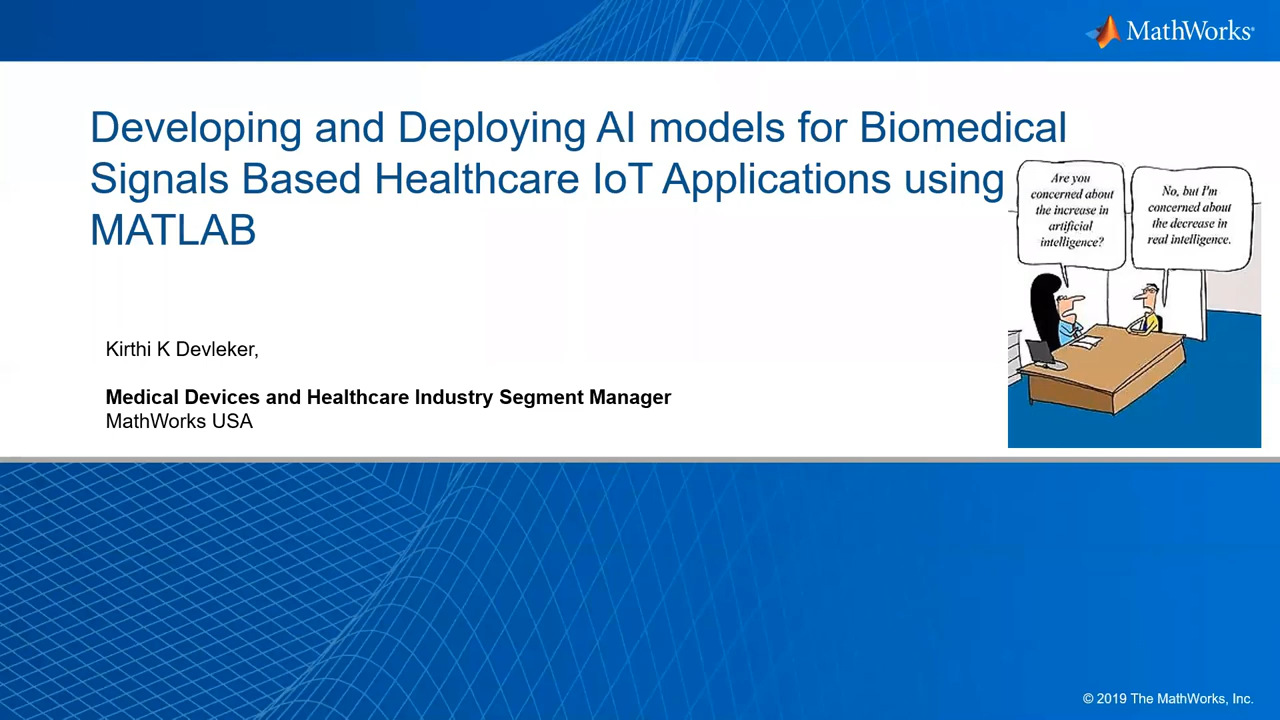 MathWorks®
Developing and Deploying AI models for Biomedical
Signals Based Healthcare IoT Applications using
MATLAB
Are you
concerned about
the increase in
artificial
intelligence?
No, but I'm
concerned about
the decrease in
real intelligence.
Kirthi K Devleker,
Medical Devices and Healthcare Industry Segment Manager
MathWorks USA
© 2019 The MathWorks, Inc.